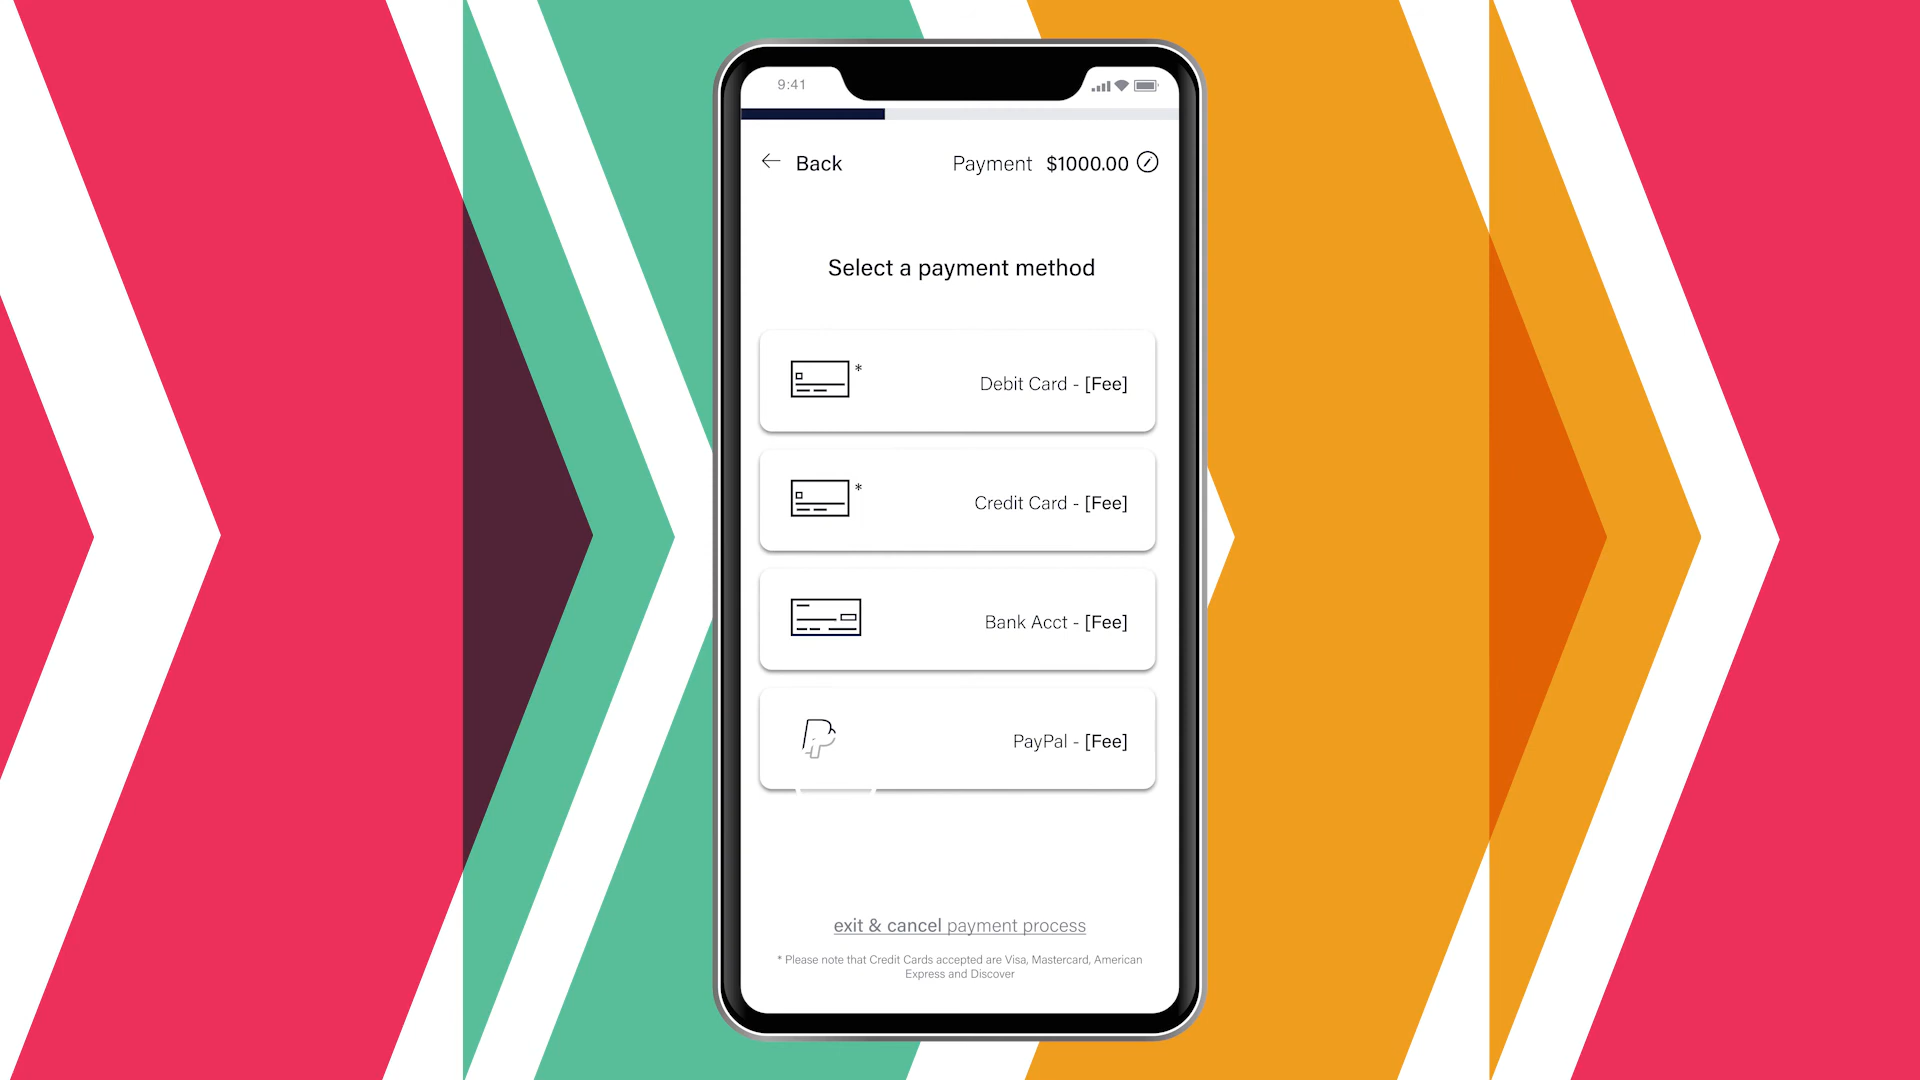 9:41
Back
Payment $1000.00
Select a payment method
*
Debit Card - [Fee]
*
Credit Card - [Fee]
Bank Acct - [Fee]
PayPal - [Fee]
exit & cancel payment process
* Please note that Credit Cards accepted are Visa, Mastercard, American
Express and Discover